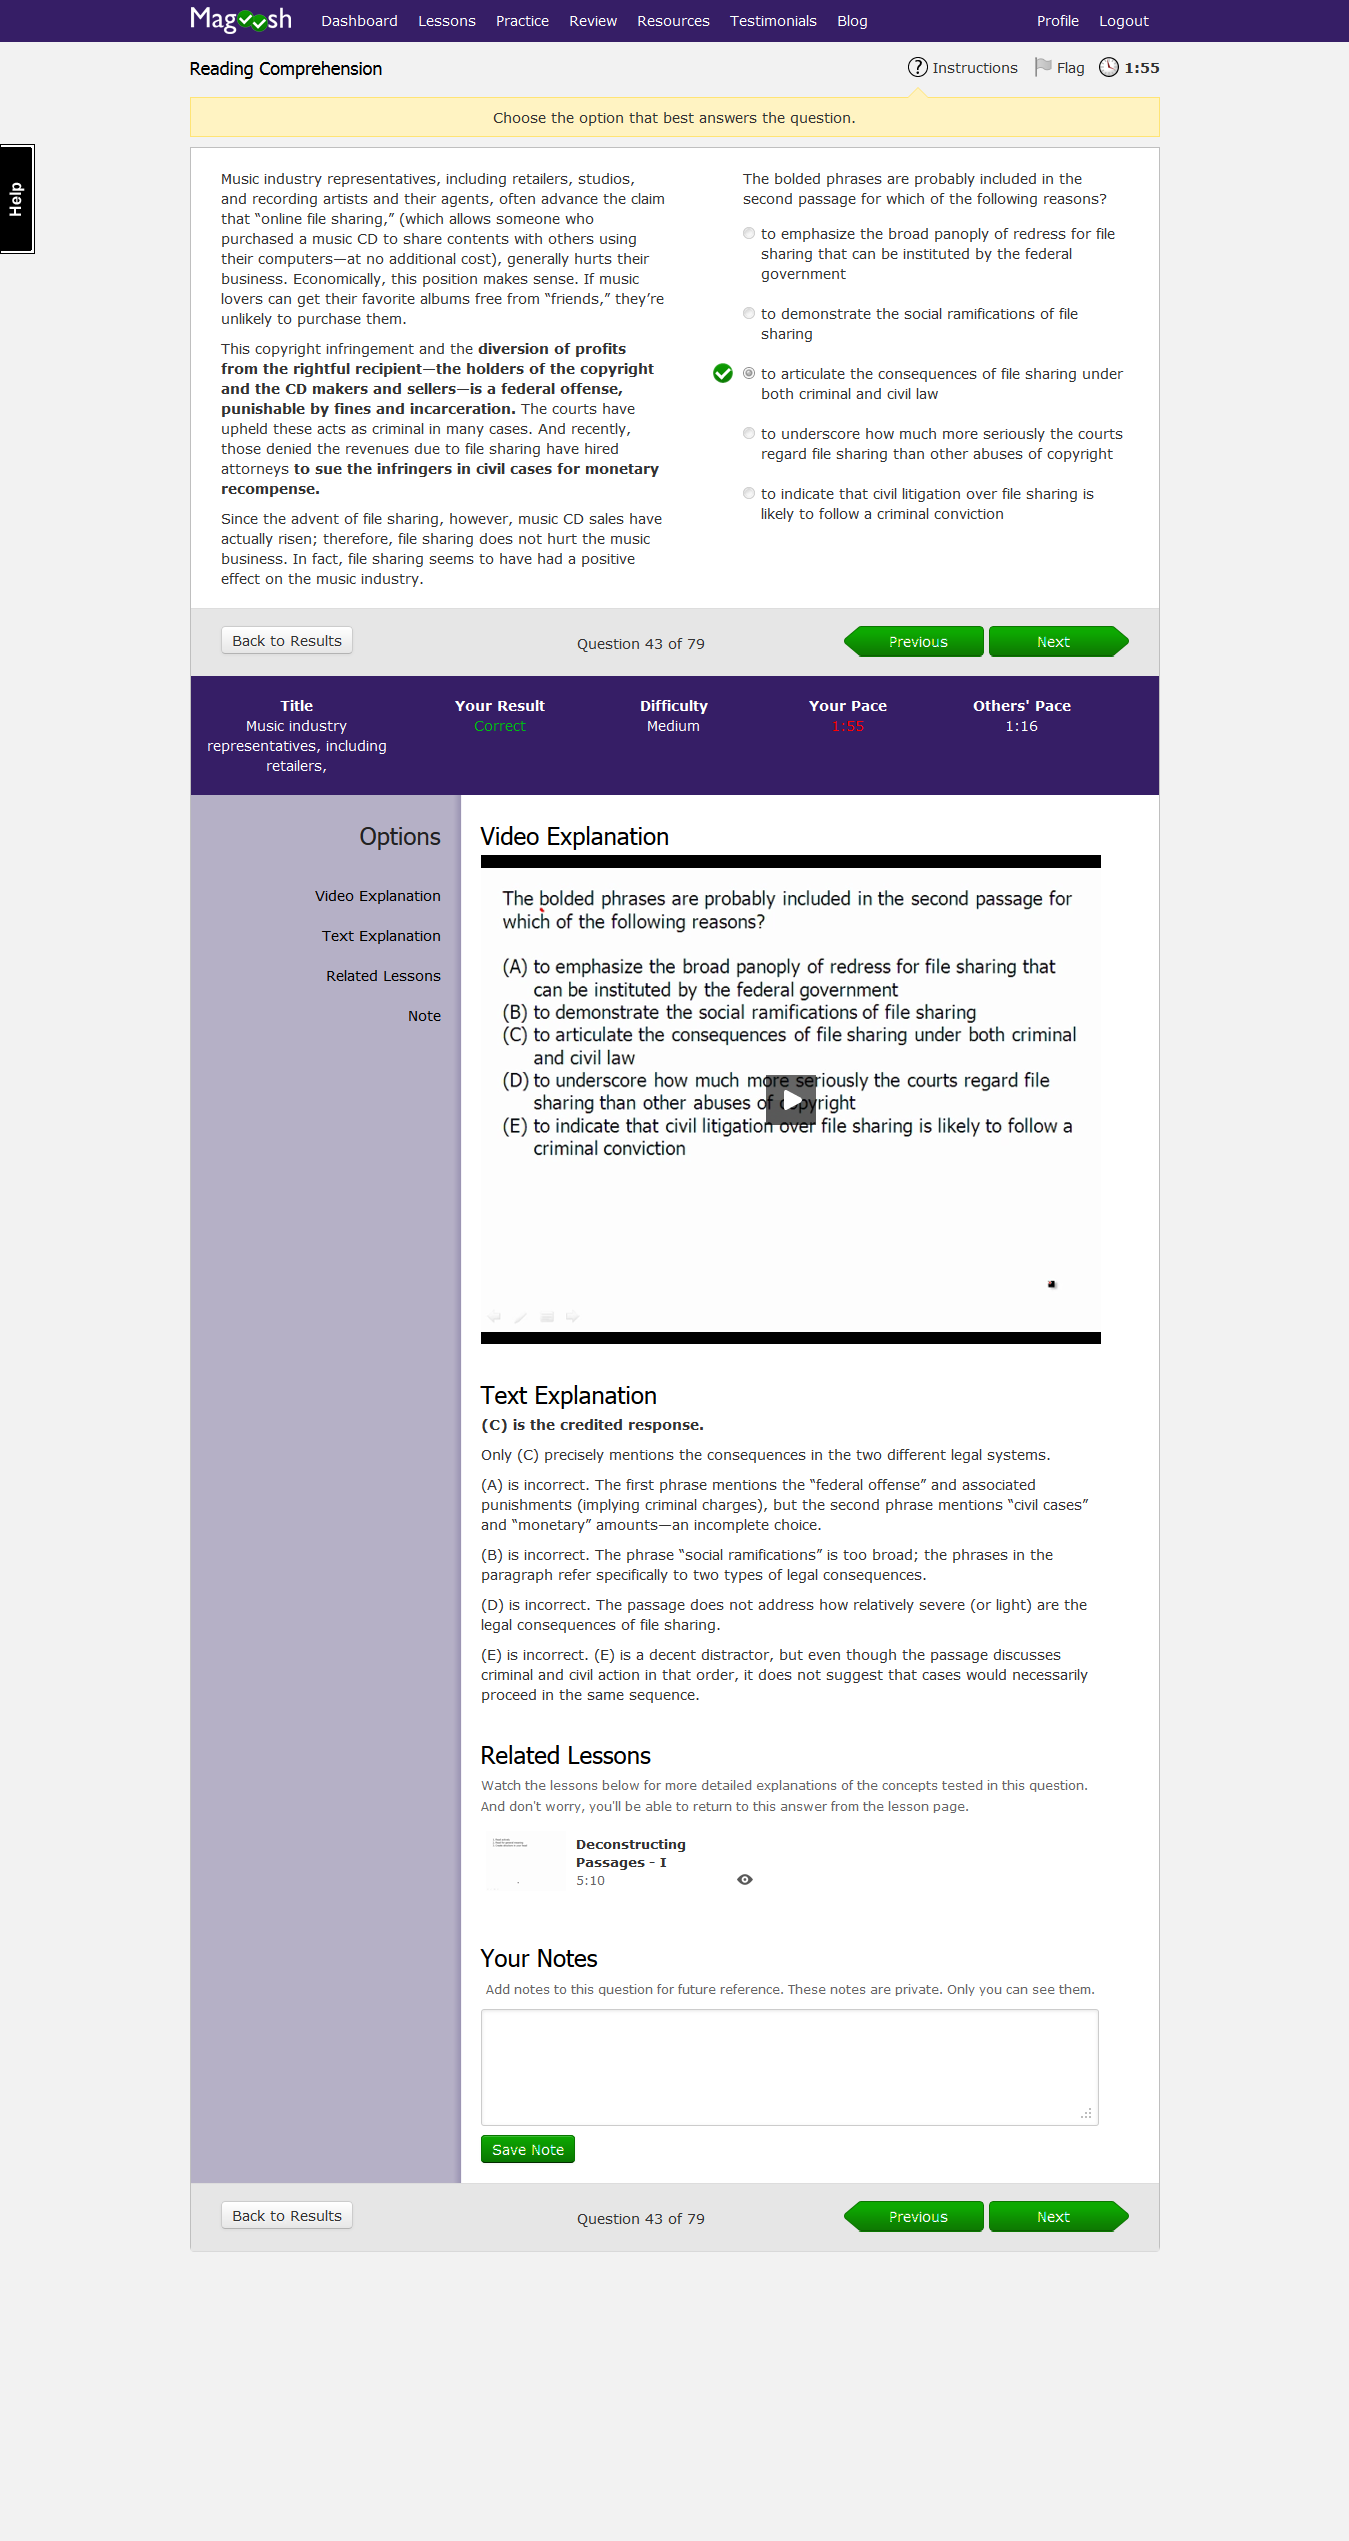 Magoosh
Dashboard Lessons Practice Review Resources Testimonials Blog Profile Logout
Reading Comprehension
Instructions Flag 1:55
Choose the option that best answers the question.
Help
Music industry representatives, including retailers, studios,
and recording artists and their agents, often advance the claim
that “online file sharing,” (which allows someone who
purchased a music CD to share contents with others using
their computers—at no additional cost), generally hurts their
business. Economically, this position makes sense. If music
lovers can get their favorite albums free from “friends,” they’re
unlikely to purchase them.
This copyright infringement and the diversion of profits
from the rightful recipient—the holders of the copyright
and the CD makers and sellers—is a federal offense,
punishable by fines and incarceration. The courts have
upheld these acts as criminal in many cases. And recently,
those denied the revenues due to file sharing have hired
attorneys to sue the infringers in civil cases for monetary
recompense.
Since the advent of file sharing, however, music CD sales have
actually risen; therefore, file sharing does not hurt the music
business. In fact, file sharing seems to have had a positive
effect on the music industry.
The bolded phrases are probably included in the
second passage for which of the following reasons?
to emphasize the broad panoply of redress for file
sharing that can be instituted by the federal
government
to demonstrate the social ramifications of file
sharing
to articulate the consequences of file sharing under
both criminal and civil law
to underscore how much more seriously the courts
regard file sharing than other abuses of copyright
to indicate that civil litigation over file sharing is
likely to follow a criminal conviction
Back to Results Question 43 of 79 Previous Next
Title Your Result Difficulty Your Pace Others' Pace
Music industry Correct Medium 1:55 1:16
representatives, including
retailers,
Options
Video Explanation
Text Explanation
Related Lessons
Note
Video Explanation
The bolded phrases are probably included in the second passage for
which of the following reasons?
(A) to emphasize the broad panoply of redress for file sharing that
can be instituted by the federal government
(B) to demonstrate the social ramifications of file sharing
(C) to articulate the consequences of file sharing under both criminal
and civil law
(D) to underscore how much more seriously the courts regard file
sharing than other abuses of copyright
(E) to indicate that civil litigation over file sharing is likely to follow a
criminal conviction
Text Explanation
(C) is the credited response.
Only (C) precisely mentions the consequences in the two different legal systems.
(A) is incorrect. The first phrase mentions the “federal offense” and associated
punishments (implying criminal charges), but the second phrase mentions “civil cases”
and “monetary” amounts—an incomplete choice.
(B) is incorrect. The phrase “social ramifications” is too broad; the phrases in the
paragraph refer specifically to two types of legal consequences.
(D) is incorrect. The passage does not address how relatively severe (or light) are the
legal consequences of file sharing.
(E) is incorrect. (E) is a decent distractor, but even though the passage discusses
criminal and civil action in that order, it does not suggest that cases would necessarily
proceed in the same sequence.
Related Lessons
Watch the lessons below for more detailed explanations of the concepts tested in this question.
And don't worry, you'll be able to return to this answer from the lesson page.
Deconstructing
Passages - I
5:10
Your Notes
Add notes to this question for future reference. These notes are private. Only you can see them.
Save Note
Back to Results Question 43 of 79 Previous Next